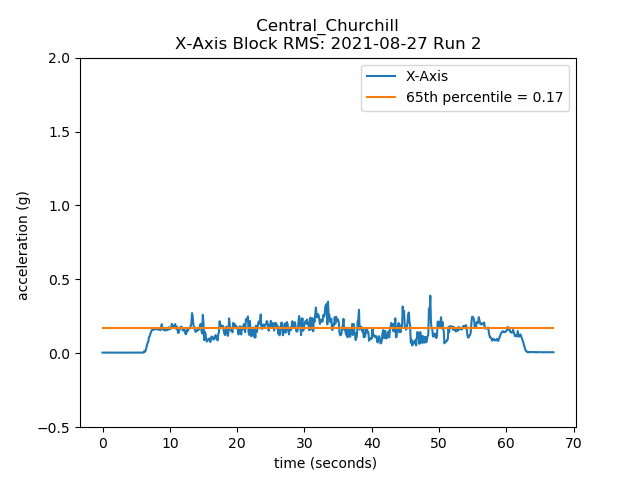 Central_Churchill
X-Axis Block RMS: 2021-08-27 Run 2
X-Axis
65th percentile = 0.17
2.0
1.5
1.0
0.5
0.0
−0.5
acceleration (g)
0 10 20 30 40 50 60 70
time (seconds)